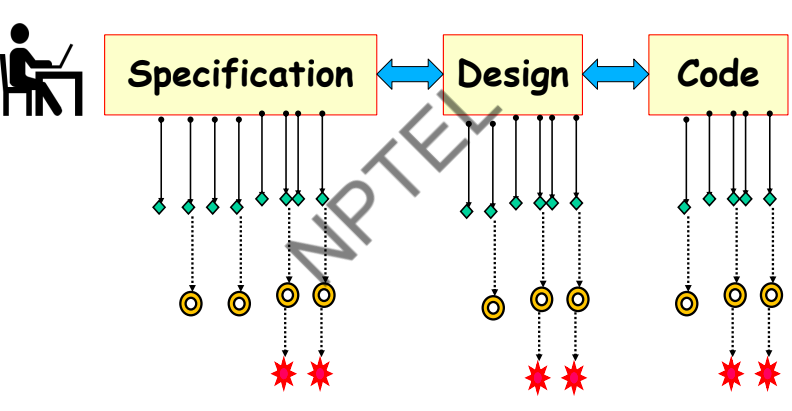 Specification
Design
Code
NPTEL